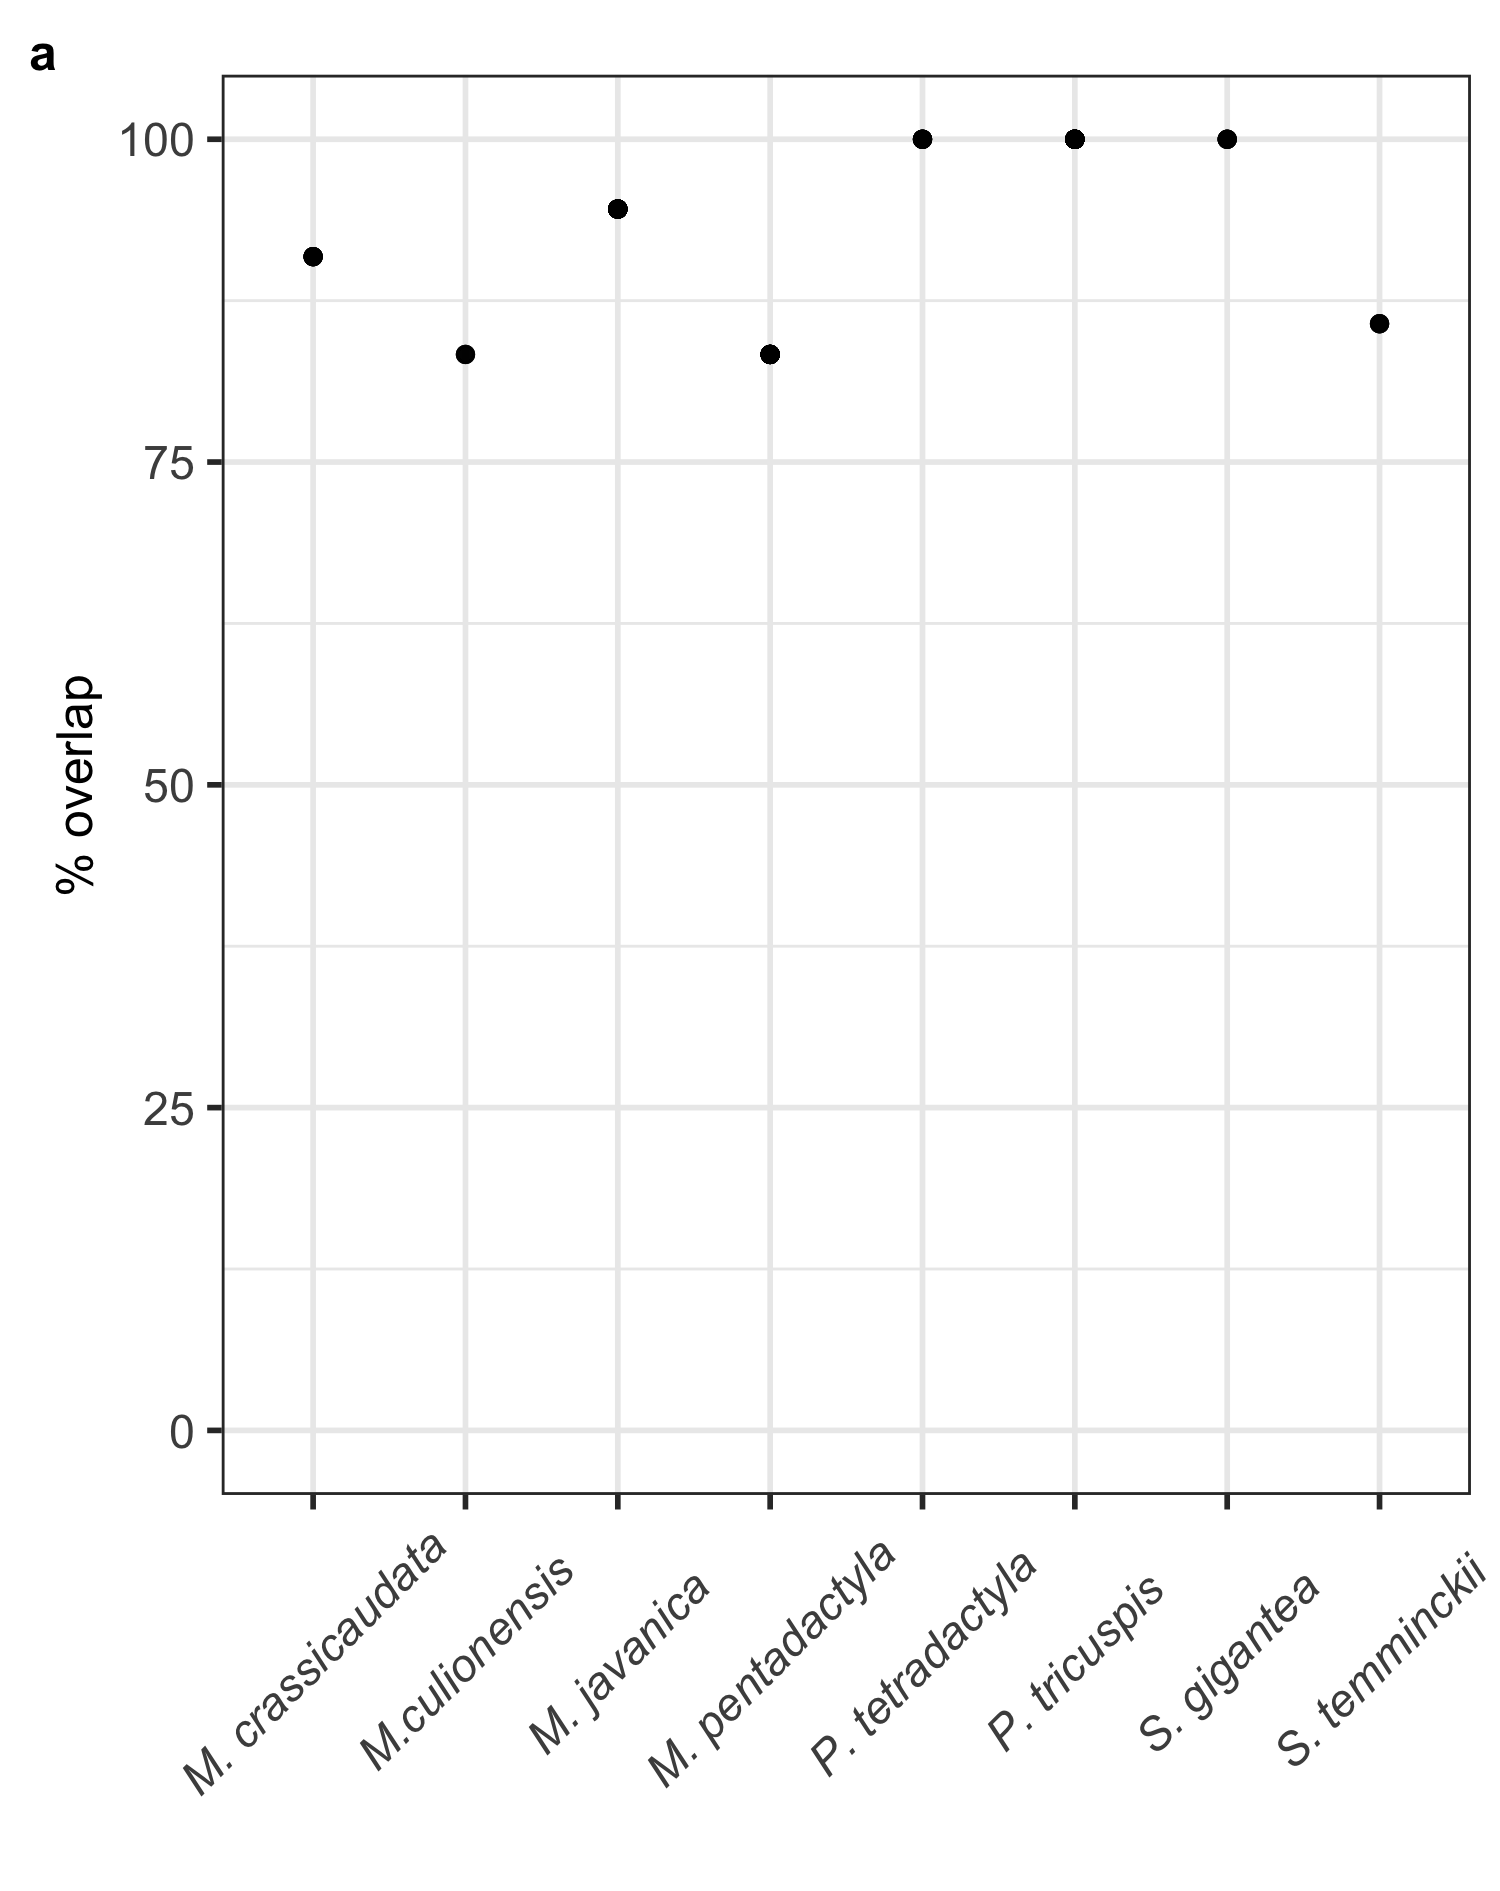 a
100
75
50
25
0
% overlap
M. crassicaudata
M.culionensis
M. javanica
M. pentadactyla
P. tetradactyla
P. tricuspis
S. gigantea
S. temminckii